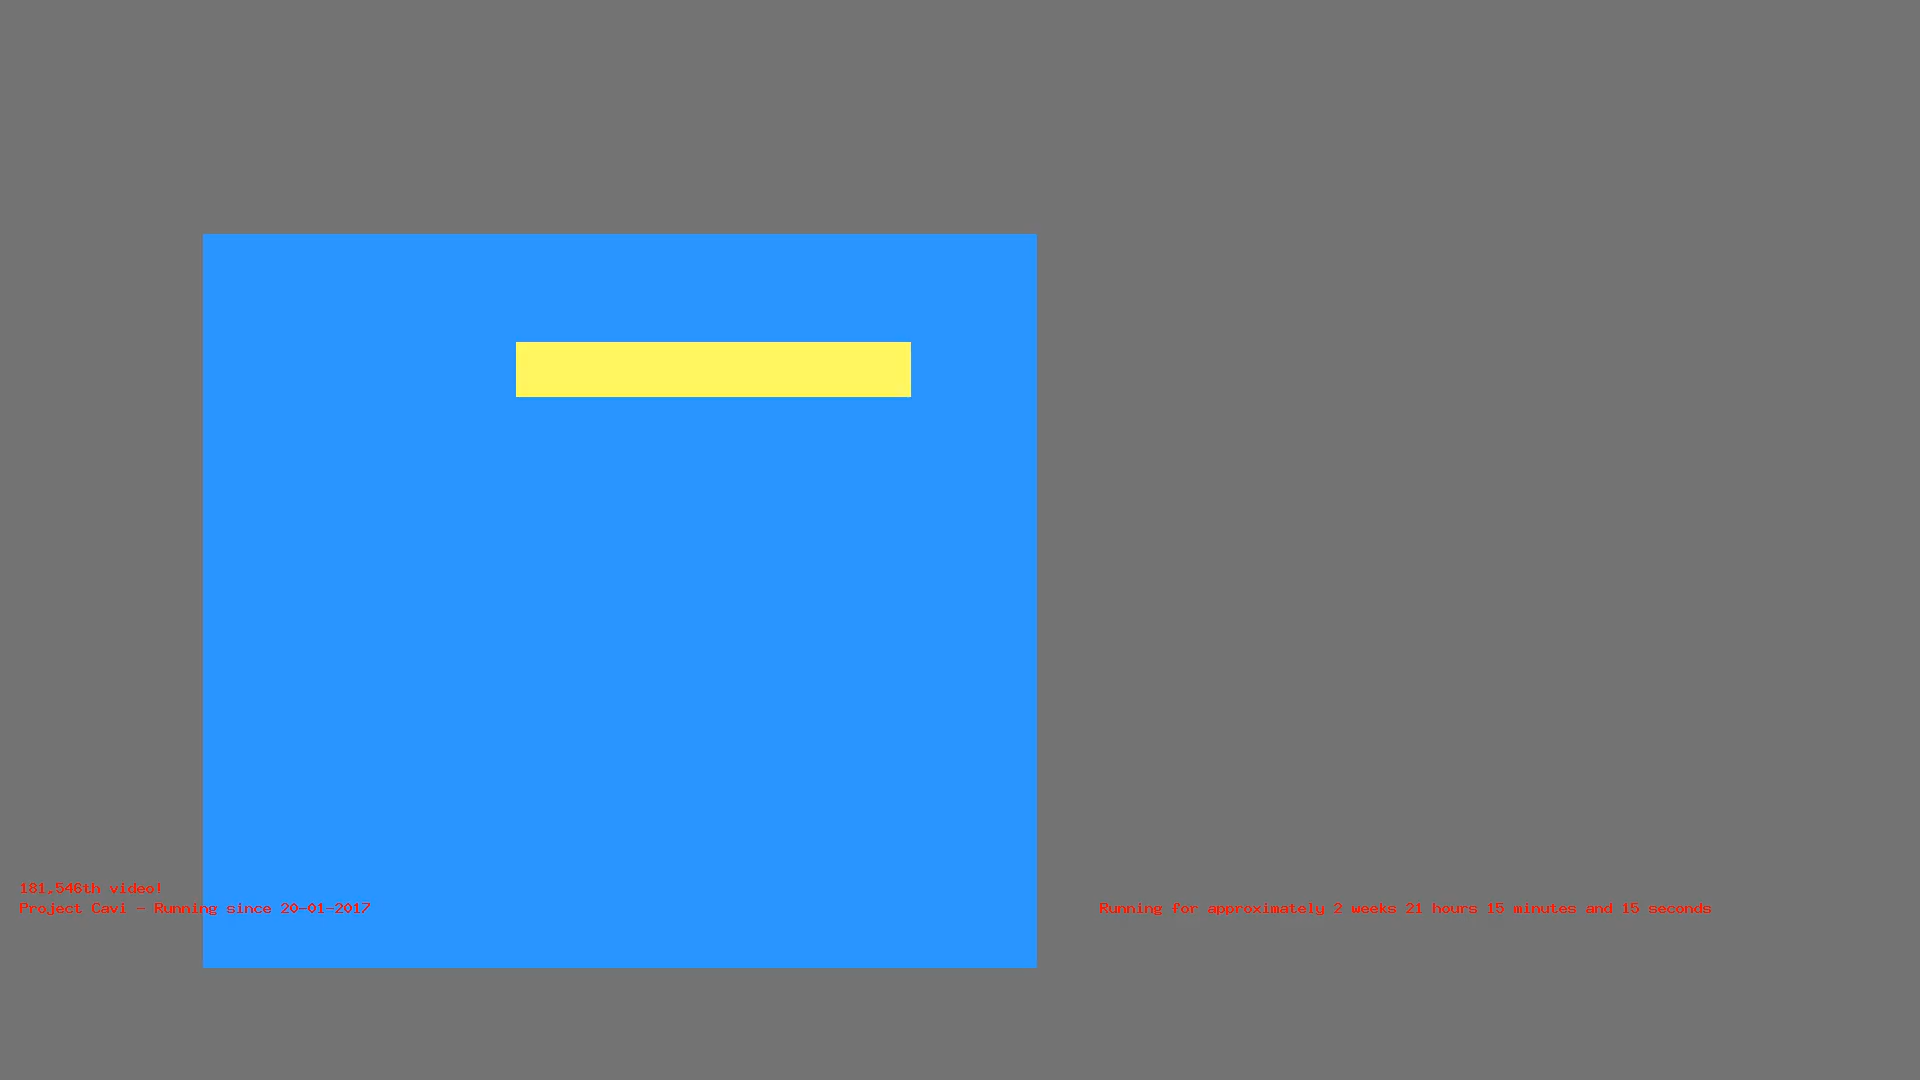 181,546th video!
Project Cavi - Running since 20-01-2017
Running for approximately 2 weeks 21 hours 15 minutes and 15 seconds